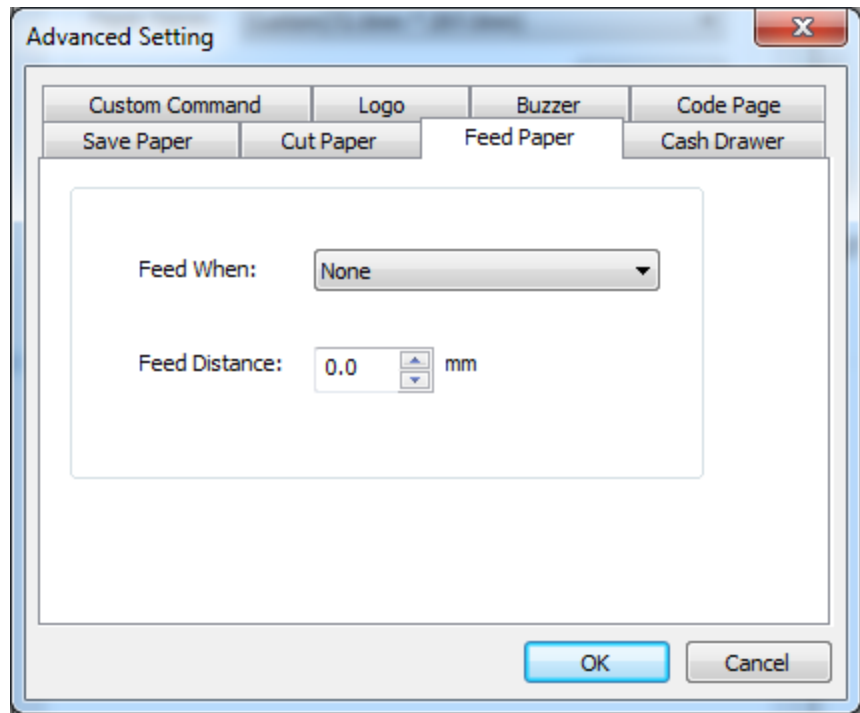 Advanced Setting
Custom Command Logo Buzzer Code Page
Save Paper Cut Paper Feed Paper Cash Drawer
Feed When: None
Feed Distance: 0.0 mm
OK Cancel